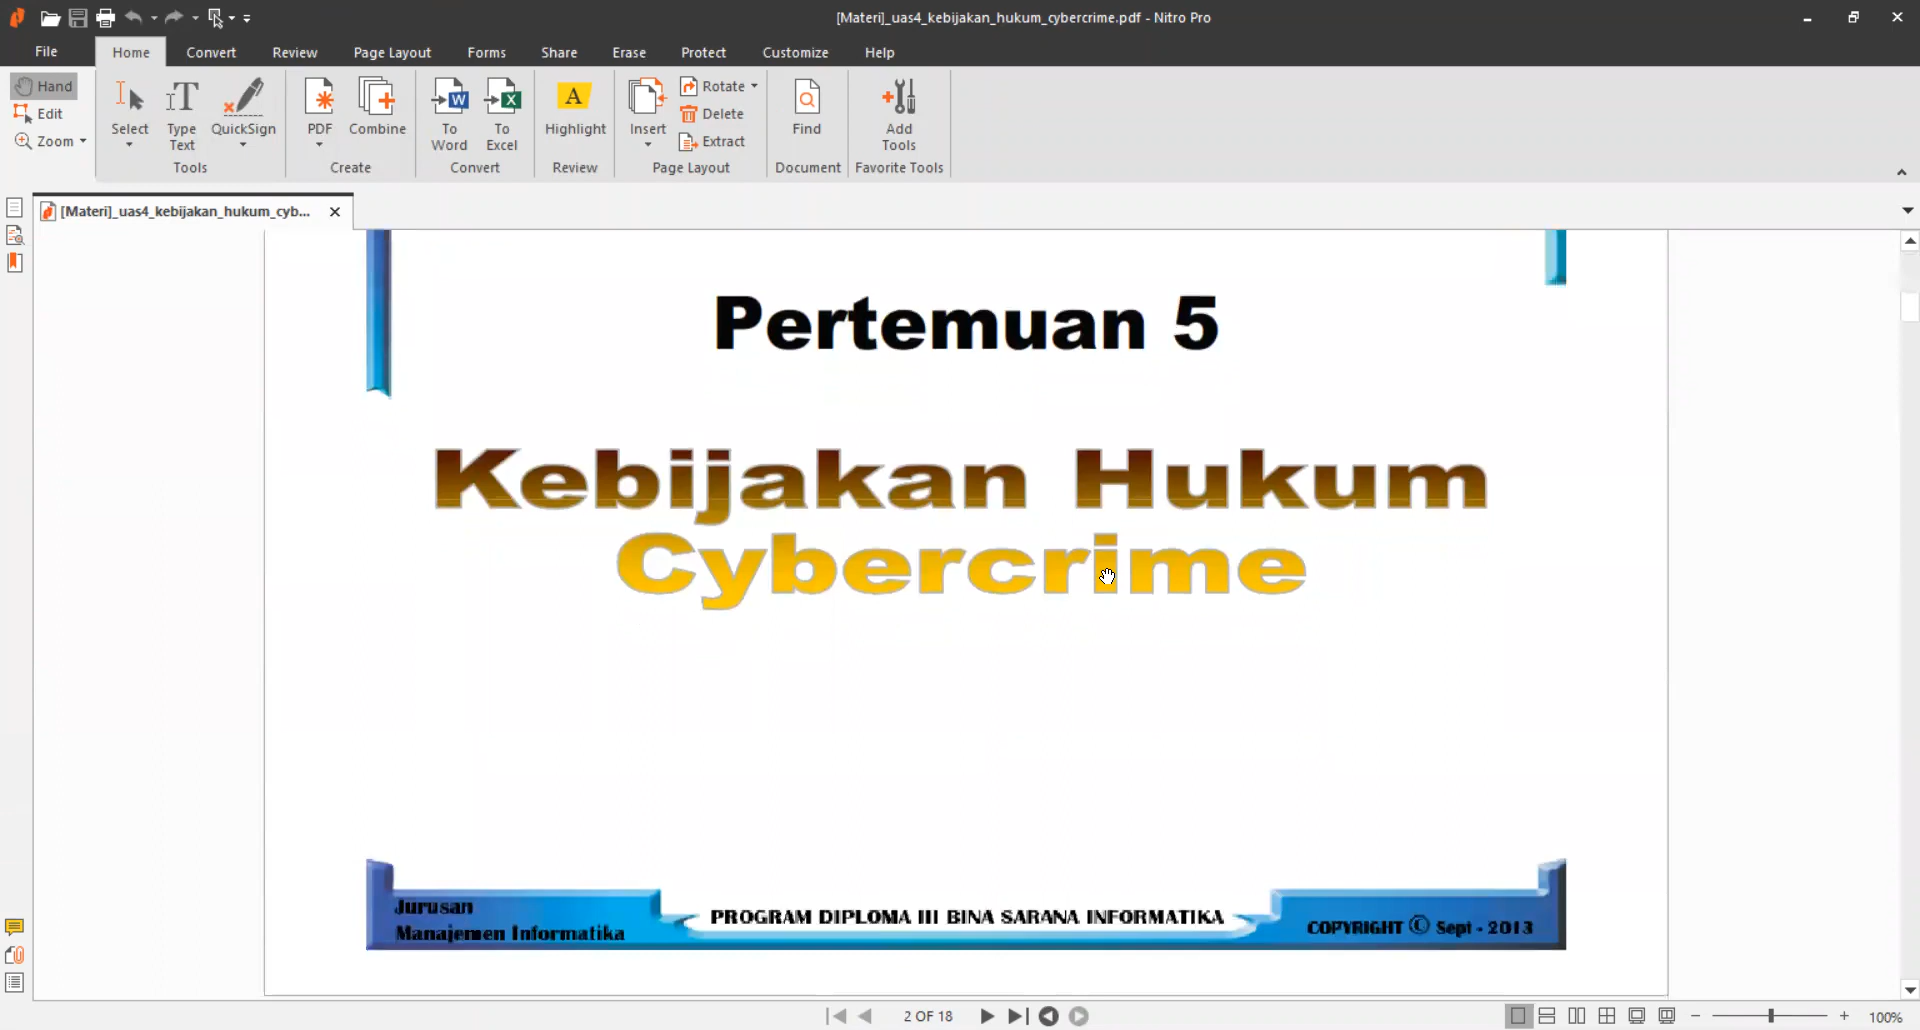 [Materi]_uas4_kebijakan_hukum_cybercrime.pdf - Nitro Pro
File Home Convert Review Page Layout Forms Share Erase Protect Customize Help
Hand
Edit
Zoom
Select
Type Text
QuickSign
Tools
PDF
Combine
Create
To Word
To Excel
Convert
Highlight
Review
Insert
Rotate
Delete
Extract
Page Layout
Find
Document
Add Tools
Favorite Tools
[Materi]_uas4_kebijakan_hukum_cyb...
Pertemuan 5
Kebijakan Hukum
Cybercrime
Jurusan
Manajemen Informatika
PROGRAM DIPLOMA III BINA SARANA INFORMATIKA
COPYRIGHT © Sept - 2013
2 OF 18
100%